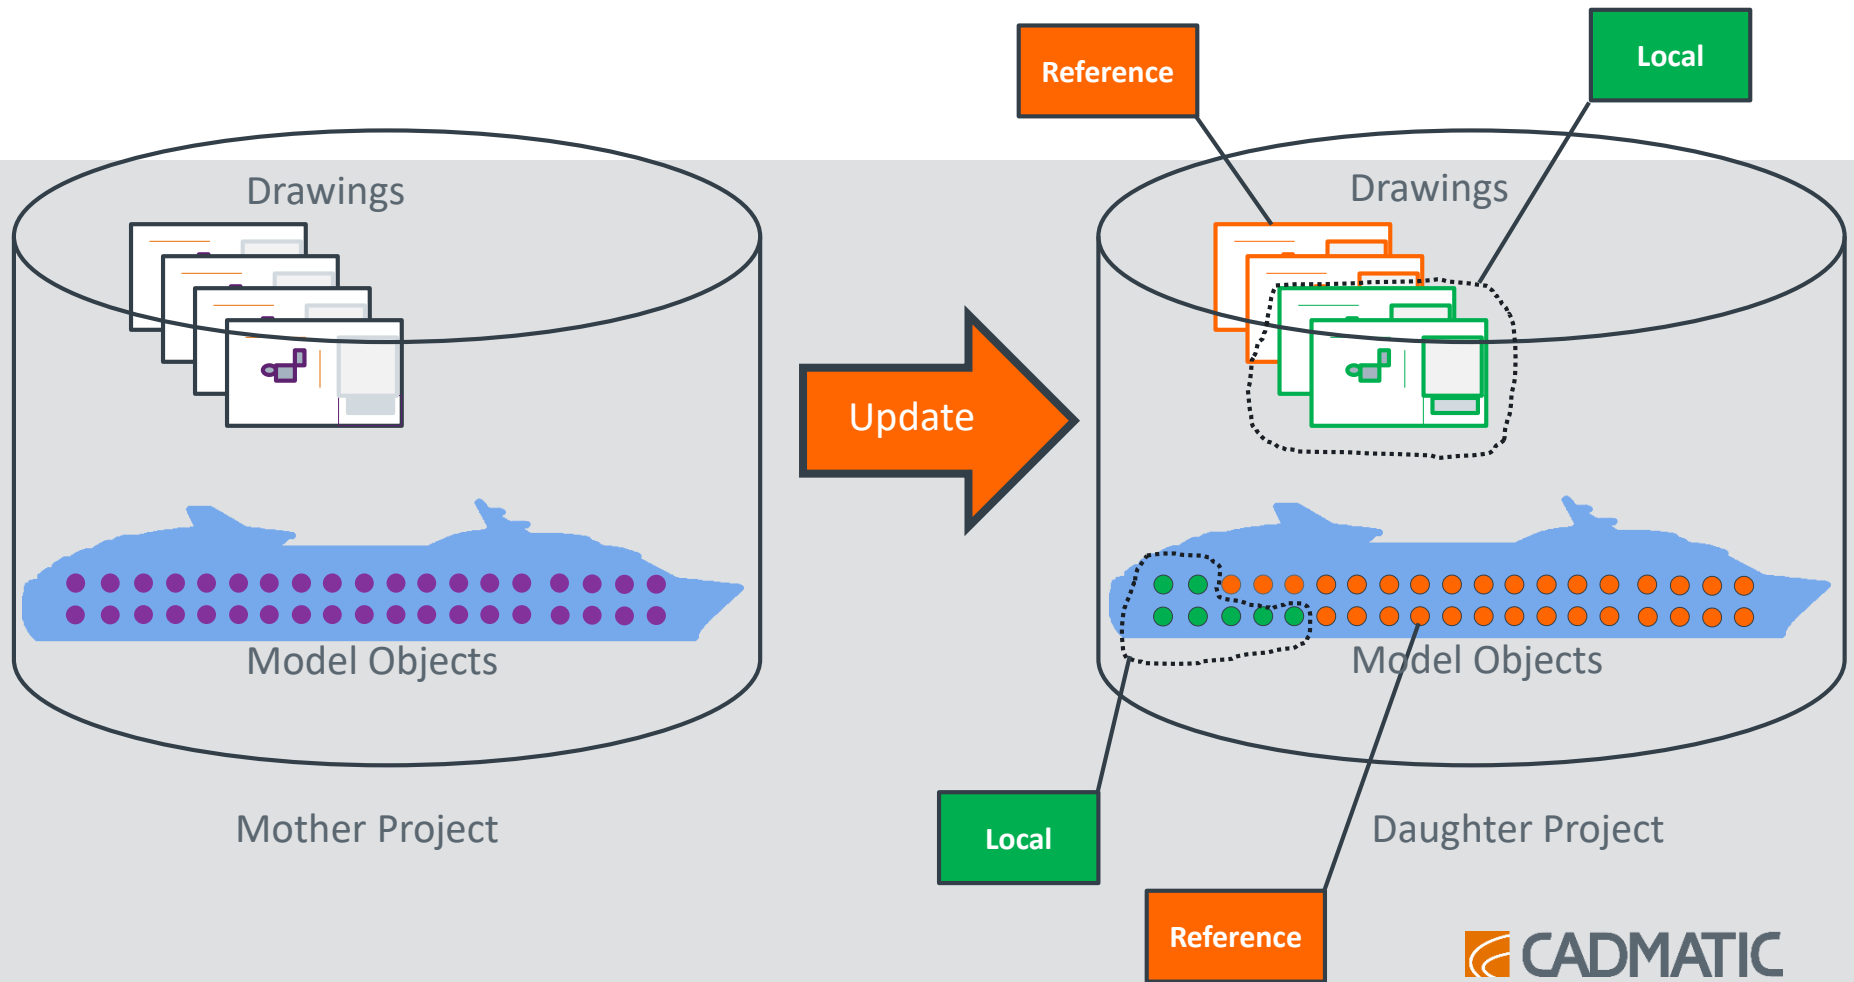 Reference
Local
Drawings
Drawings
Update
Model Objects
Model Objects
Mother Project
Daughter Project
Local
Reference
CADMATIC